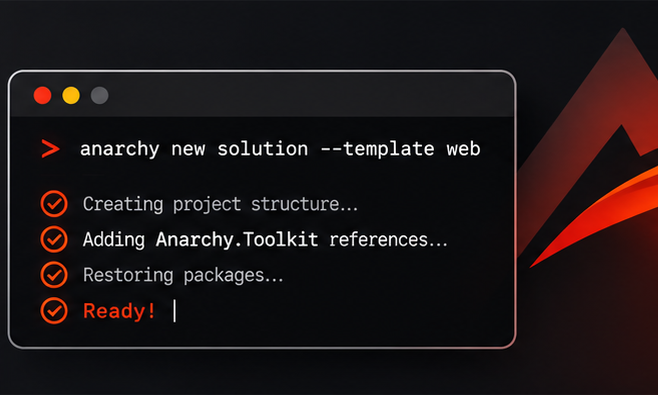 > anarchy new solution --template web
Creating project structure...
Adding Anarchy.Toolkit references...
Restoring packages...
Ready!